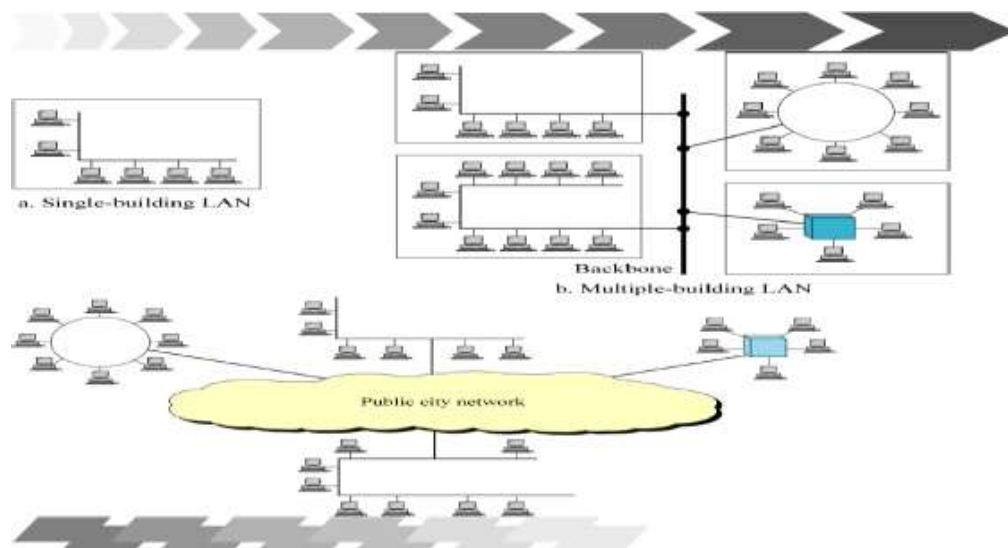 a. Single-building LAN
Backbone
b. Multiple-building LAN
Public city network